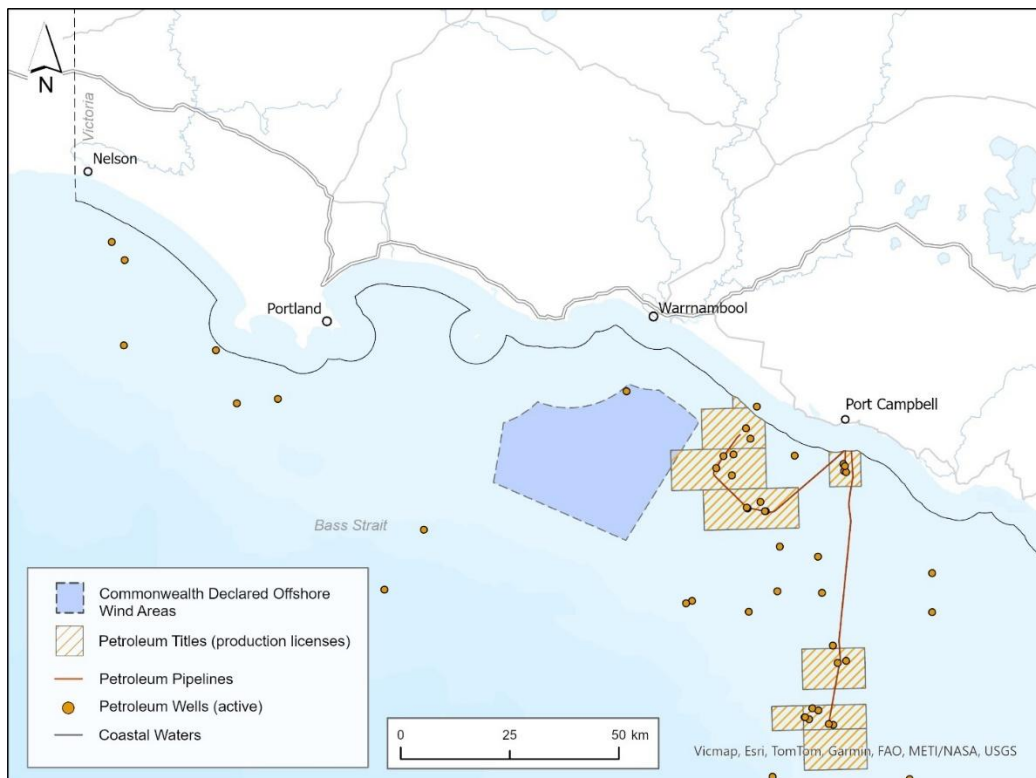 N
Victoria
Nelson
Portland
Warrnambool
Port Campbell
Bass Strait
Commonwealth Declared Offshore
Wind Areas
Petroleum Titles (production licenses)
Petroleum Pipelines
Petroleum Wells (active)
Coastal Waters
0 25 50 km
Vicmap, Esri, TomTom, Garmin, FAO, METI/NASA, USGS